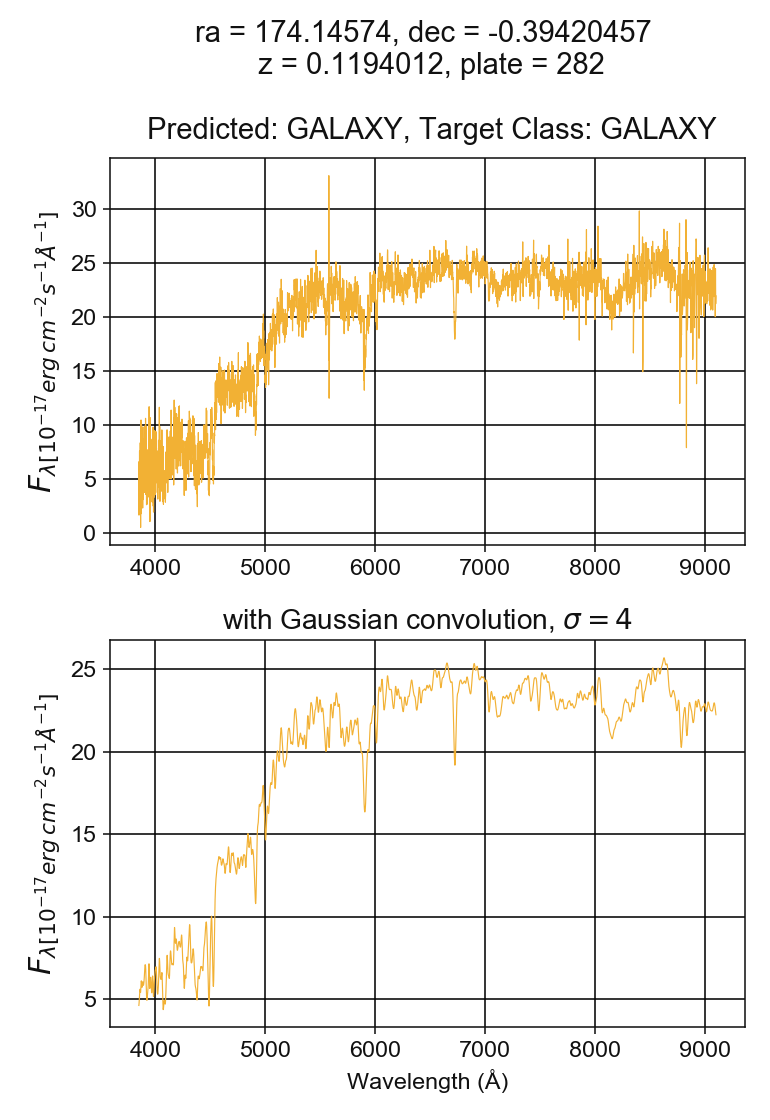 ra = 174.14574, dec = -0.39420457
z = 0.1194012, plate = 282
Predicted: GALAXY, Target Class: GALAXY
F_λ[10⁻¹⁷ erg cm⁻² s⁻¹ Å⁻¹]
30
25
20
15
10
5
0
4000 5000 6000 7000 8000 9000
with Gaussian convolution, σ = 4
F_λ[10⁻¹⁷ erg cm⁻² s⁻¹ Å⁻¹]
25
20
15
10
5
4000 5000 6000 7000 8000 9000
Wavelength (Å)